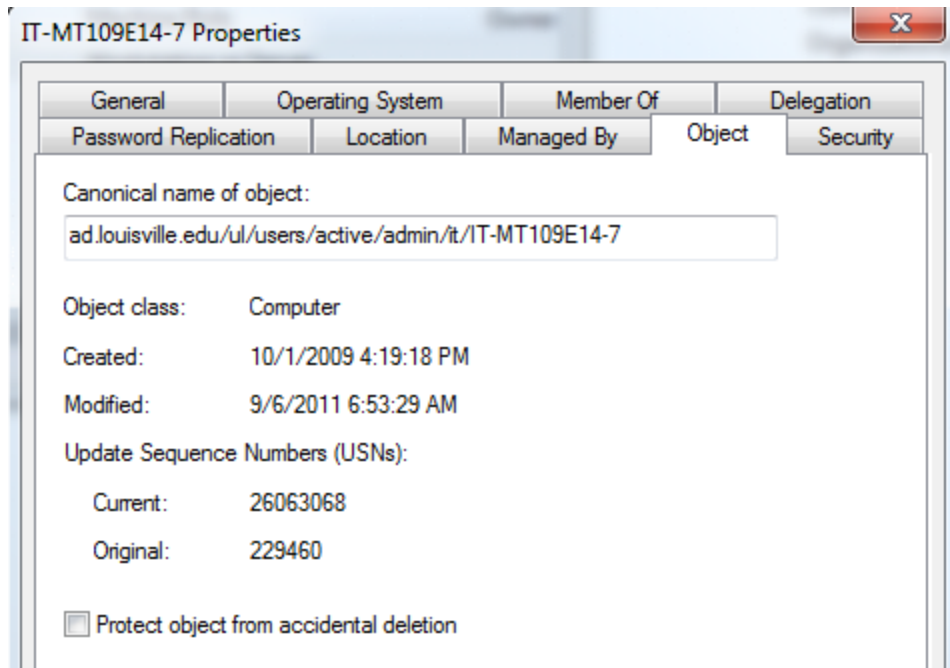 IT-MT109E14-7 Properties
General Operating System Member Of Delegation
Password Replication Location Managed By Object Security
Canonical name of object:
ad.louisville.edu/ul/users/active/admin/it/IT-MT109E14-7
Object class: Computer
Created: 10/1/2009 4:19:18 PM
Modified: 9/6/2011 6:53:29 AM
Update Sequence Numbers (USNs):
Current: 26063068
Original: 229460
Protect object from accidental deletion